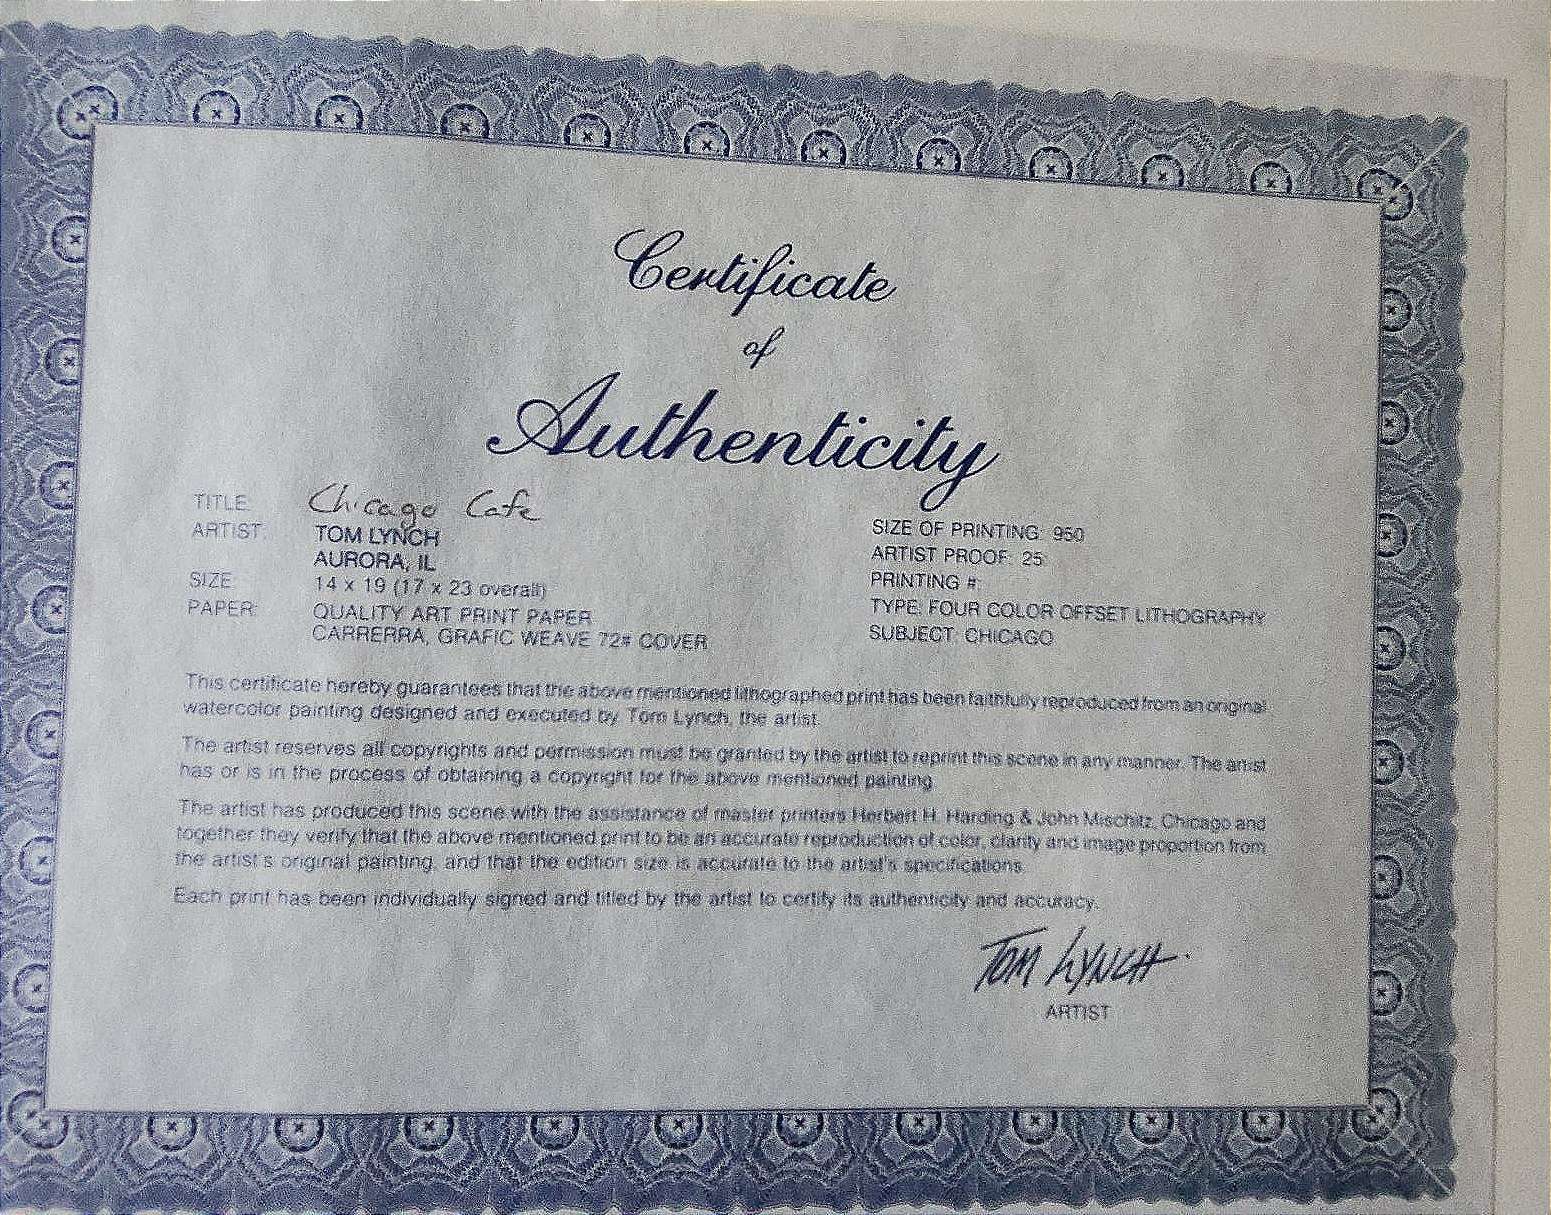 Certificate
of
Authenticity
TITLE: Chicago Cafe
ARTIST: TOM LYNCH
AURORA, IL
SIZE: 14 x 19 (17 x 23 overall)
PAPER: QUALITY ART PRINT PAPER
CARRERRA, GRAFIC WEAVE 72# COVER
SIZE OF PRINTING: 950
ARTIST PROOF: 25
PRINTING #:
TYPE: FOUR COLOR OFFSET LITHOGRAPHY
SUBJECT: CHICAGO
This certificate hereby guarantees that the above mentioned lithographed print has been faithfully reproduced from an original
watercolor painting designed and executed by Tom Lynch, the artist.
The artist reserves all copyrights and permission must be granted by the artist to reprint this scene in any manner. The artist
has or is in the process of obtaining a copyright for the above mentioned painting.
The artist has produced this scene with the assistance of master printers Herbert H. Harding & John Mischitz, Chicago and
together they verify that the above mentioned print to be an accurate reproduction of color, clarity and image proportion from
the artist's original painting, and that the edition size is accurate to the artist's specifications.
Each print has been individually signed and titled by the artist to certify its authenticity and accuracy.
TOM LYNCH
ARTIST